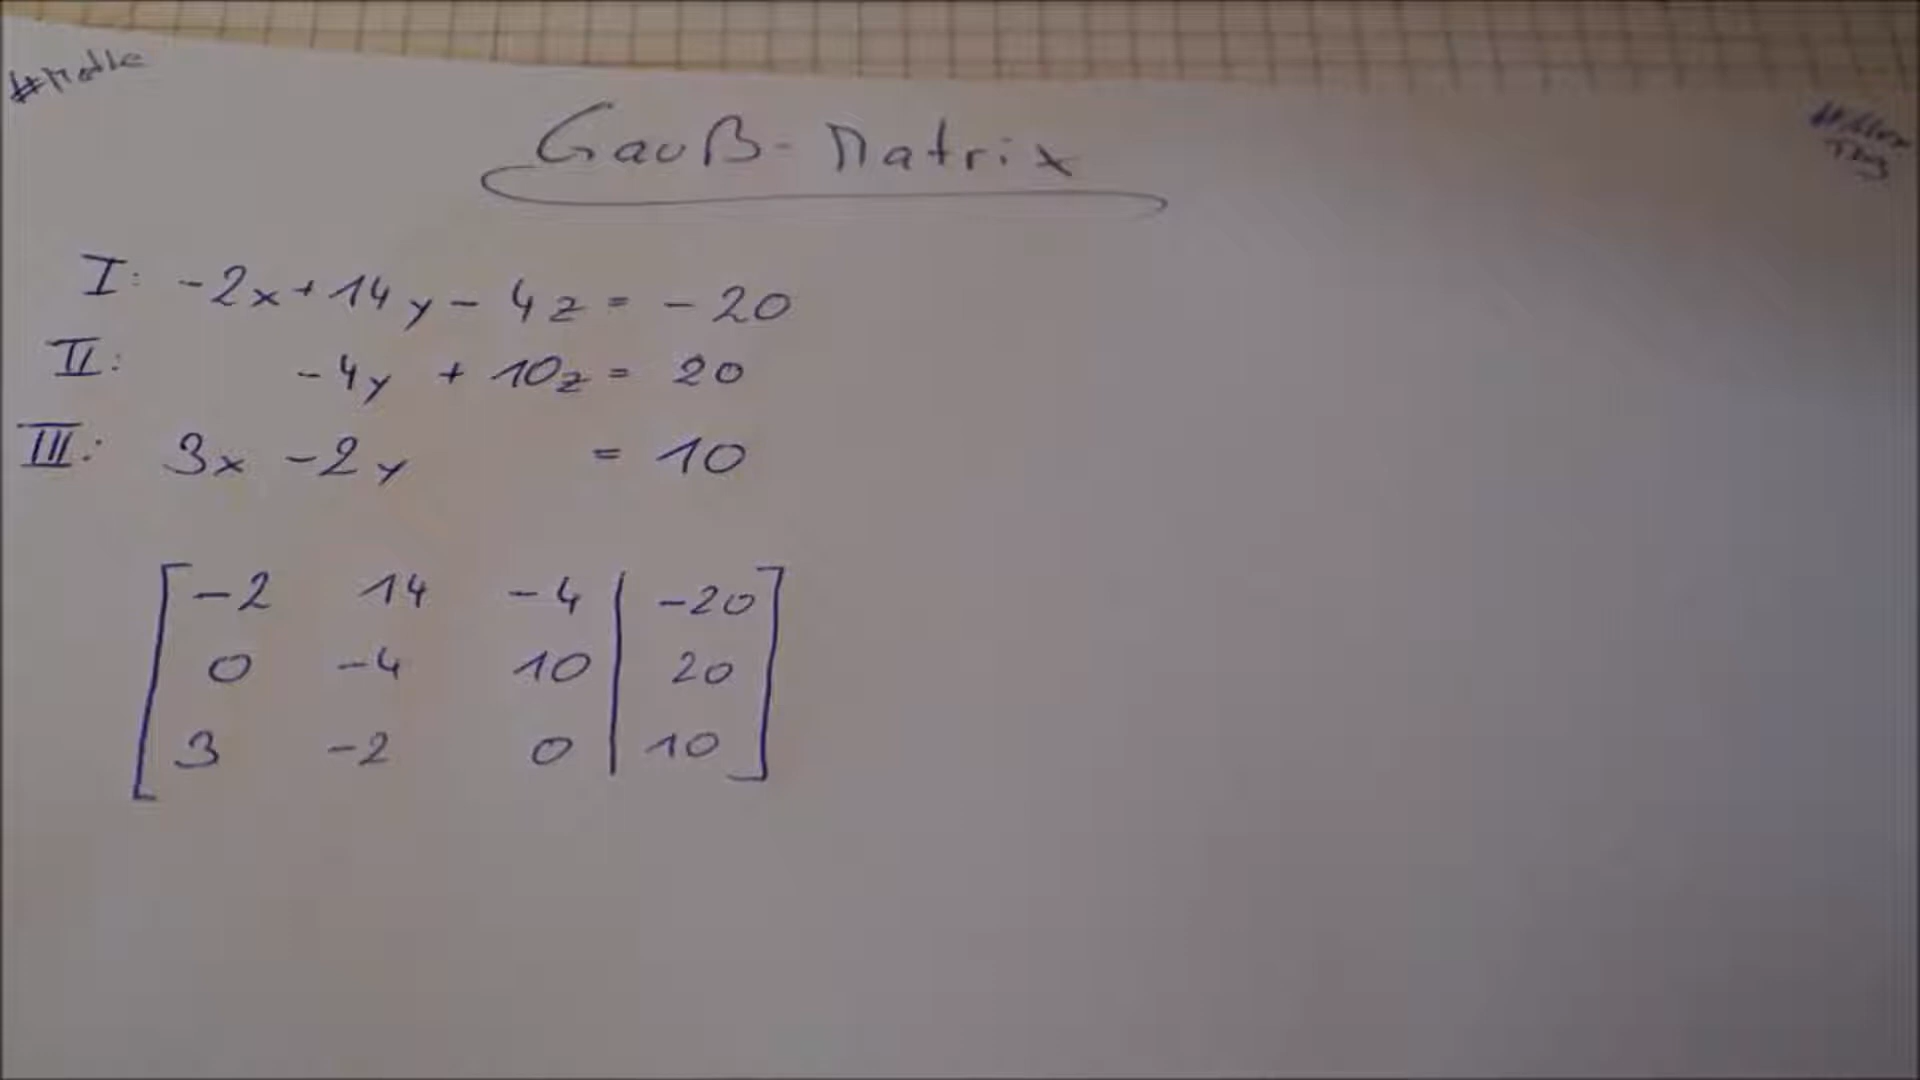 #Mathe
Gauß-Matrix
I: -2x+14y-4z = -20
II: -4y + 10z = 20
III: 3x -2y = 10
-2 14 -4 | -20
0 -4 10 | 20
3 -2 0 | 10